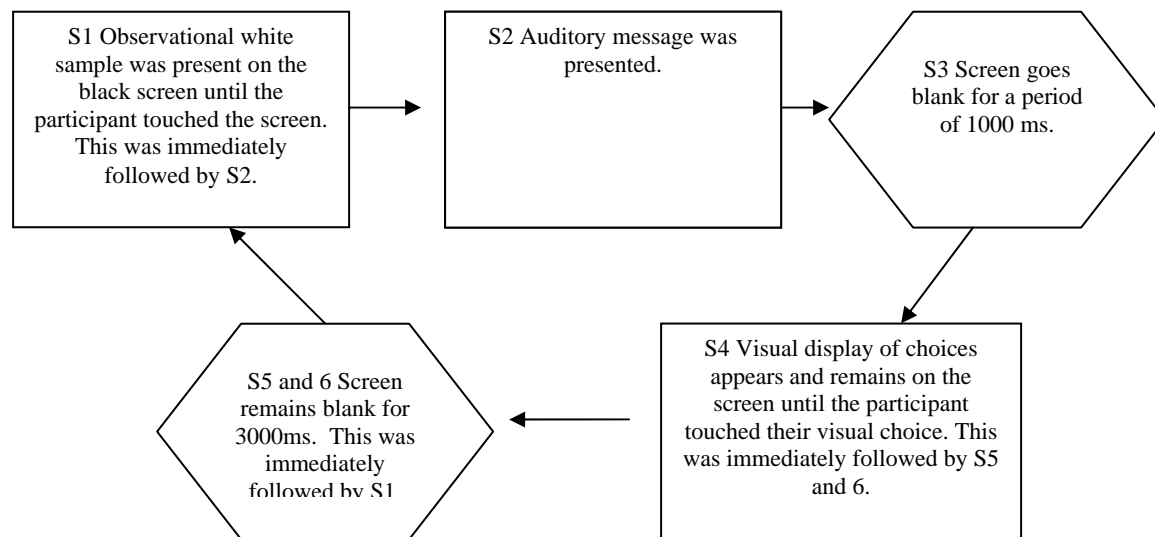 S1 Observational white
sample was present on the
black screen until the
participant touched the screen.
This was immediately
followed by S2.
S2 Auditory message was
presented.
S3 Screen goes
blank for a period
of 1000 ms.
S4 Visual display of choices
appears and remains on the
screen until the participant
touched their visual choice. This
was immediately followed by S5
and 6.
S5 and 6 Screen
remains blank for
3000ms.  This was
immediately
followed by S1